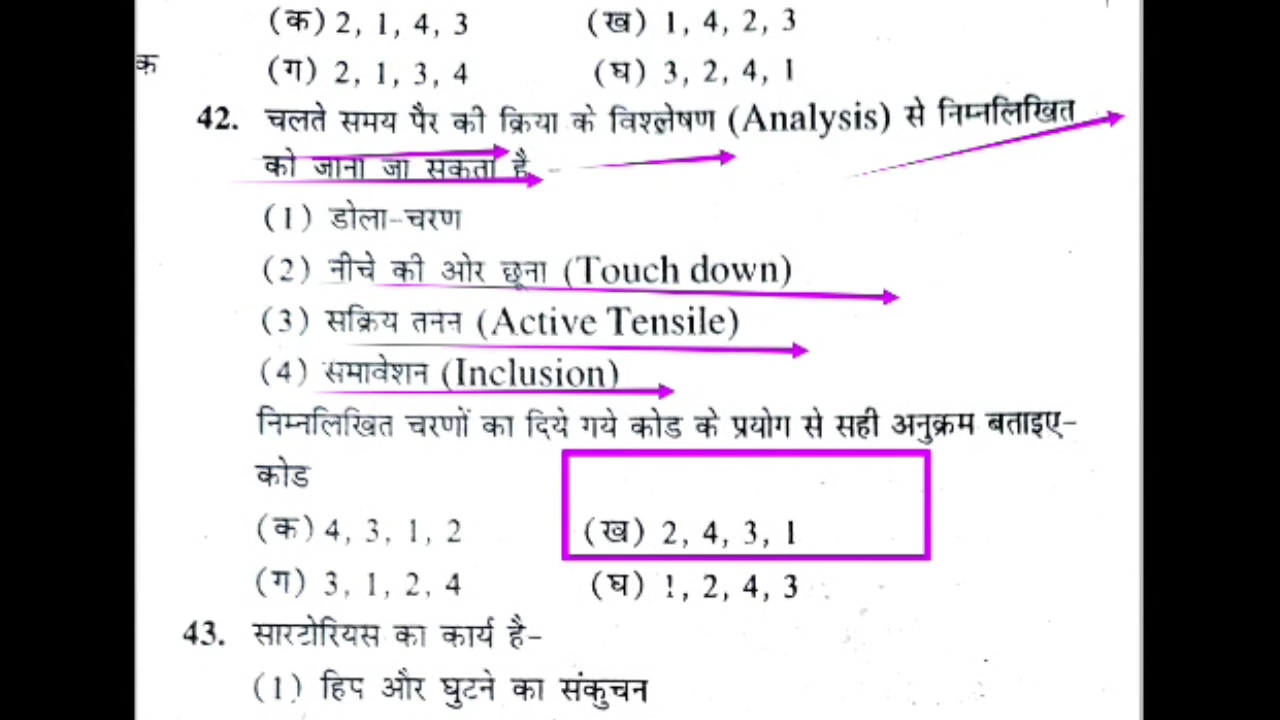 (क) 2, 1, 4, 3 (ख) 1, 4, 2, 3
क
(ग) 2, 1, 3, 4 (घ) 3, 2, 4, 1
42. चलते समय पैर की क्रिया के विश्लेषण (Analysis) से निम्नलिखित
को जाना जा सकता है –
(1) डोला-चरण
(2) नीचे की ओर छूना (Touch down)
(3) सक्रिय तनन (Active Tensile)
(4) समावेशन (Inclusion)
निम्नलिखित चरणों का दिये गये कोड के प्रयोग से सही अनुक्रम बताइए–
कोड
(क) 4, 3, 1, 2 (ख) 2, 4, 3, 1
(ग) 3, 1, 2, 4 (घ) 1, 2, 4, 3
43. सारटोरियस का कार्य है–
(1) हिप और घुटने का संकुचन